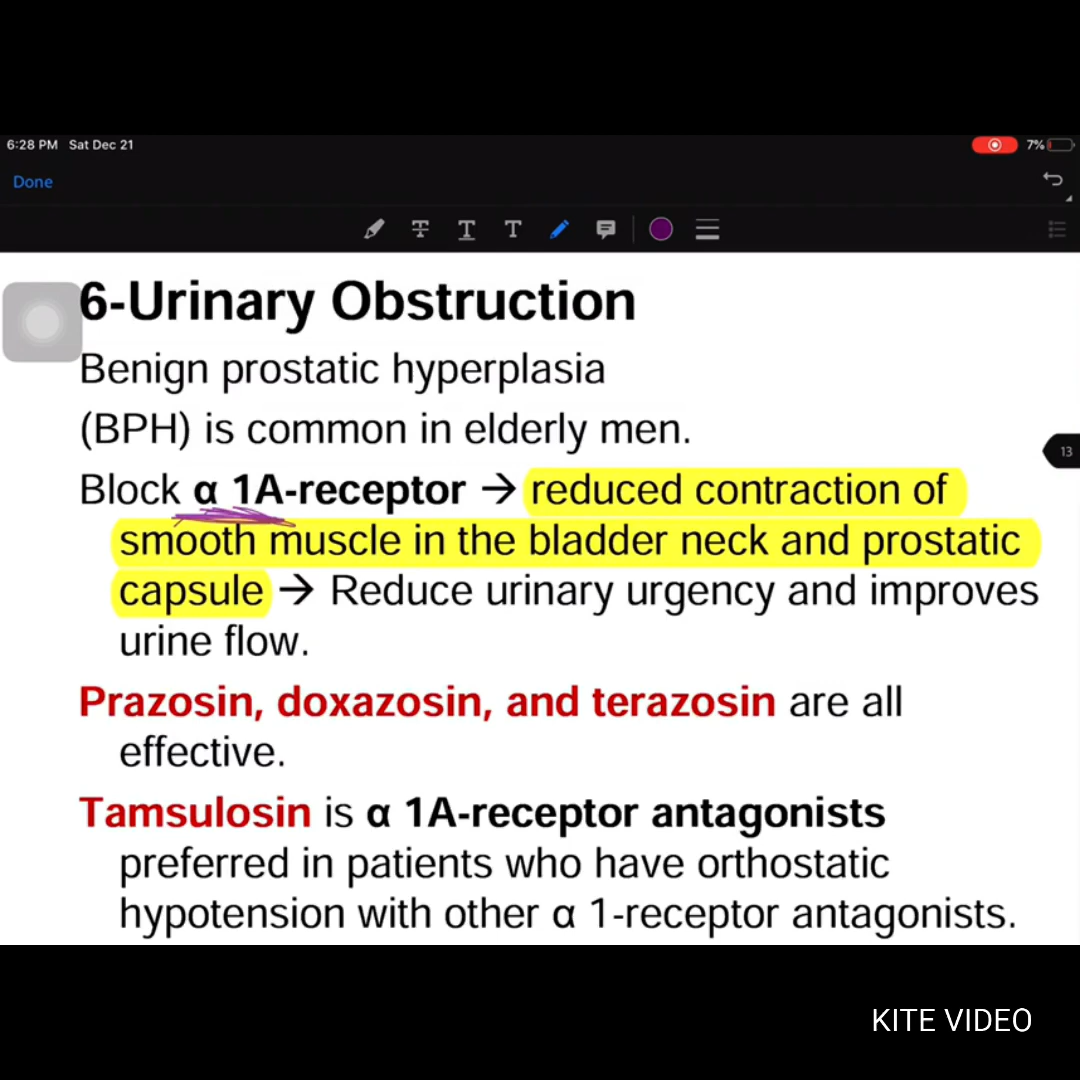 6:28 PM Sat Dec 21
7%
Done
6-Urinary Obstruction
Benign prostatic hyperplasia
(BPH) is common in elderly men.
13
Block α 1A-receptor → reduced contraction of
smooth muscle in the bladder neck and prostatic
capsule → Reduce urinary urgency and improves
urine flow.
Prazosin, doxazosin, and terazosin are all
effective.
Tamsulosin is α 1A-receptor antagonists
preferred in patients who have orthostatic
hypotension with other α 1-receptor antagonists.
KITE VIDEO